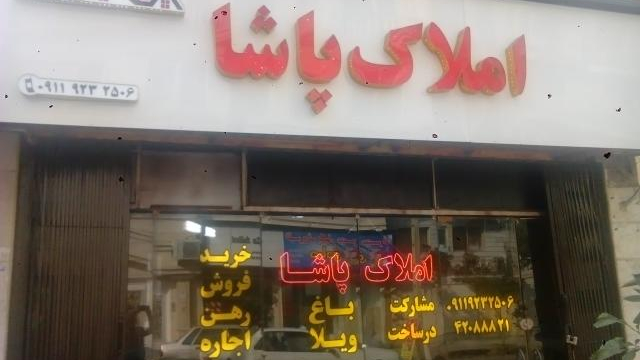 املاک پاشا
۰۹۱۱ ۹۲۳ ۲۵۰۶
املاک پاشا
خرید
فروش
رهن
اجاره
باغ
ویلا
مشارکت
درساخت
۰۹۱۱۹۲۳۲۵۰۶
۴۲۰۸۸۸۲۱